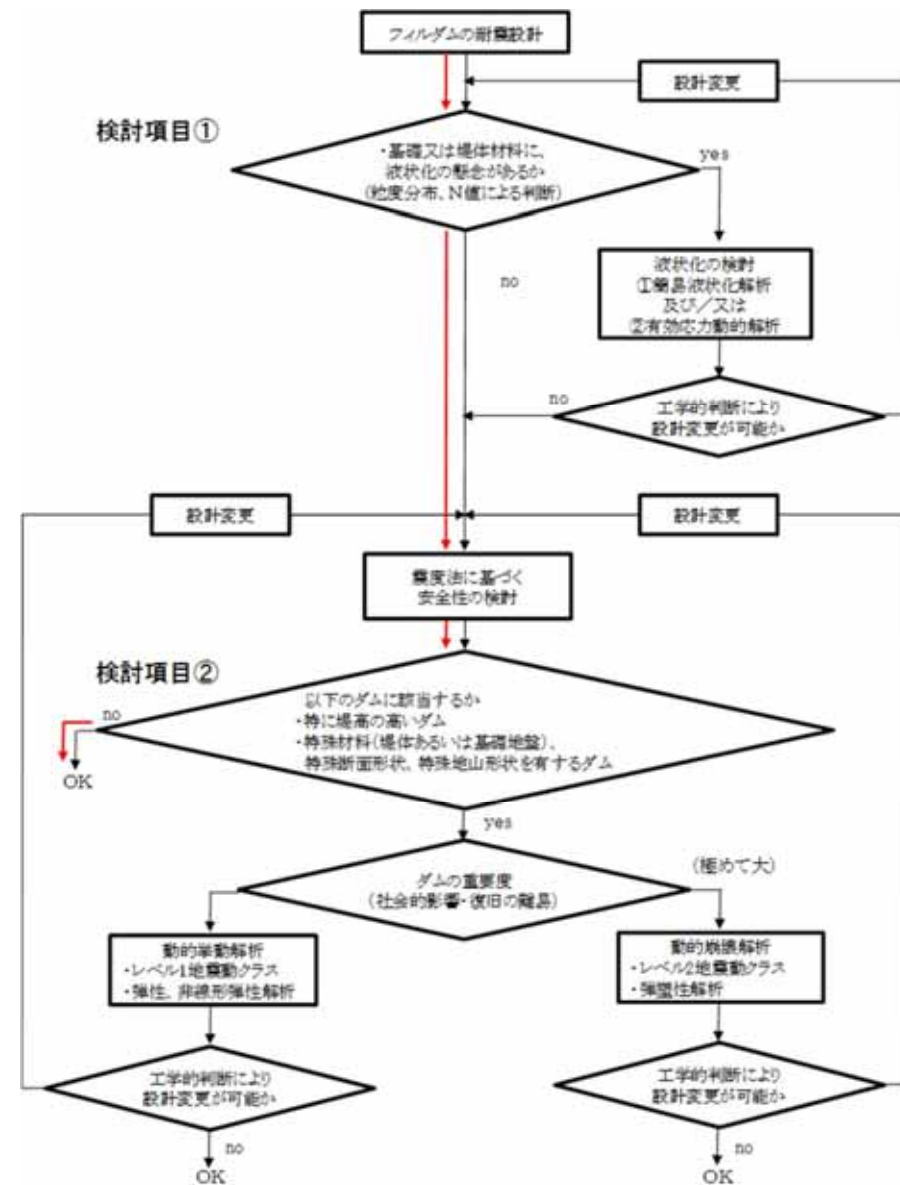 フィルダムの耐震設計
設計変更
検討項目①
・基礎又は堤体材料に、
液状化の懸念があるか
(粒度分布、N値による判断)
yes
no
液状化の検討
①簡易液状化解析
及び／又は
②有効応力動的解析
no
工学的判断により
設計変更が可能か
設計変更
設計変更
震度法に基づく
安全性の検討
検討項目②
no
以下のダムに該当するか
・特に堤高の高いダム
・特殊材料(堤体あるいは基礎地盤)、
特殊断面形状、特殊地山形状を有するダム
OK
yes
ダムの重要度
(社会的影響・復旧の難易)
(極めて大)
動的挙動解析
・レベル1地震動クラス
・弾性、非線形弾性解析
動的崩壊解析
・レベル2地震動クラス
・弾塑性解析
工学的判断により
設計変更が可能か
工学的判断により
設計変更が可能か
no
no
OK
OK